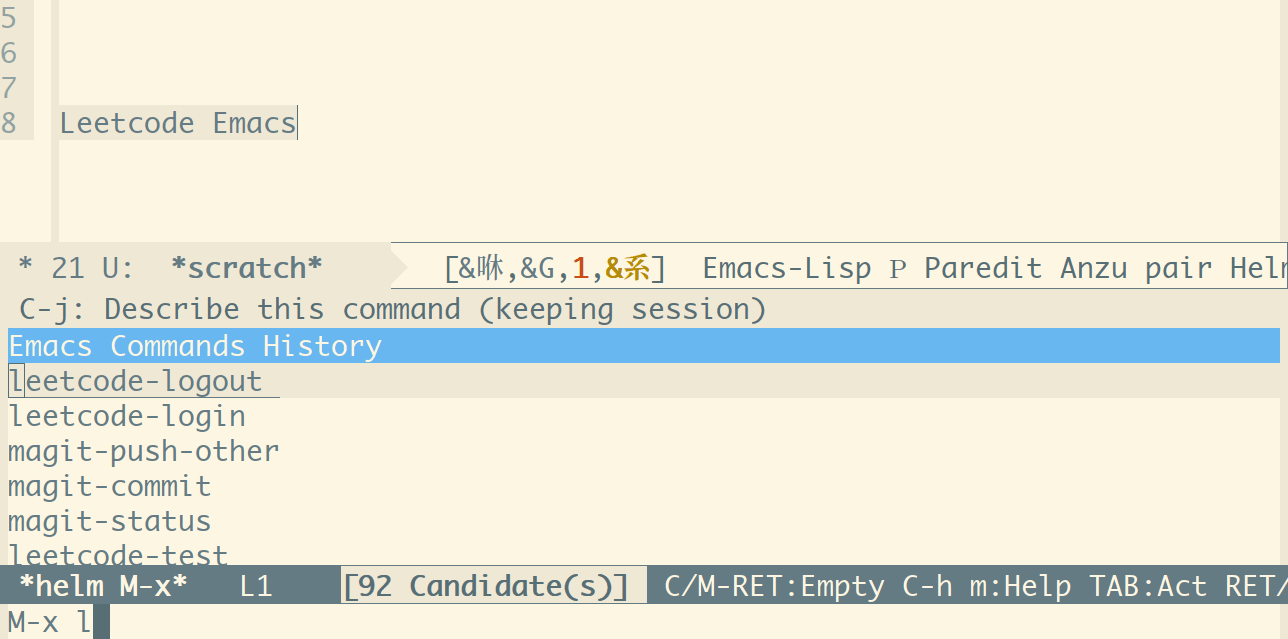 5
6
7
8 Leetcode Emacs
* 21 U: *scratch* [&咻,&G,1,&系] Emacs-Lisp P Paredit Anzu pair Helm
C-j: Describe this command (keeping session)
Emacs Commands History
leetcode-logout
leetcode-login
magit-push-other
magit-commit
magit-status
leetcode-test
*helm M-x* L1 [92 Candidate(s)] C/M-RET:Empty C-h m:Help TAB:Act RET/
M-x l